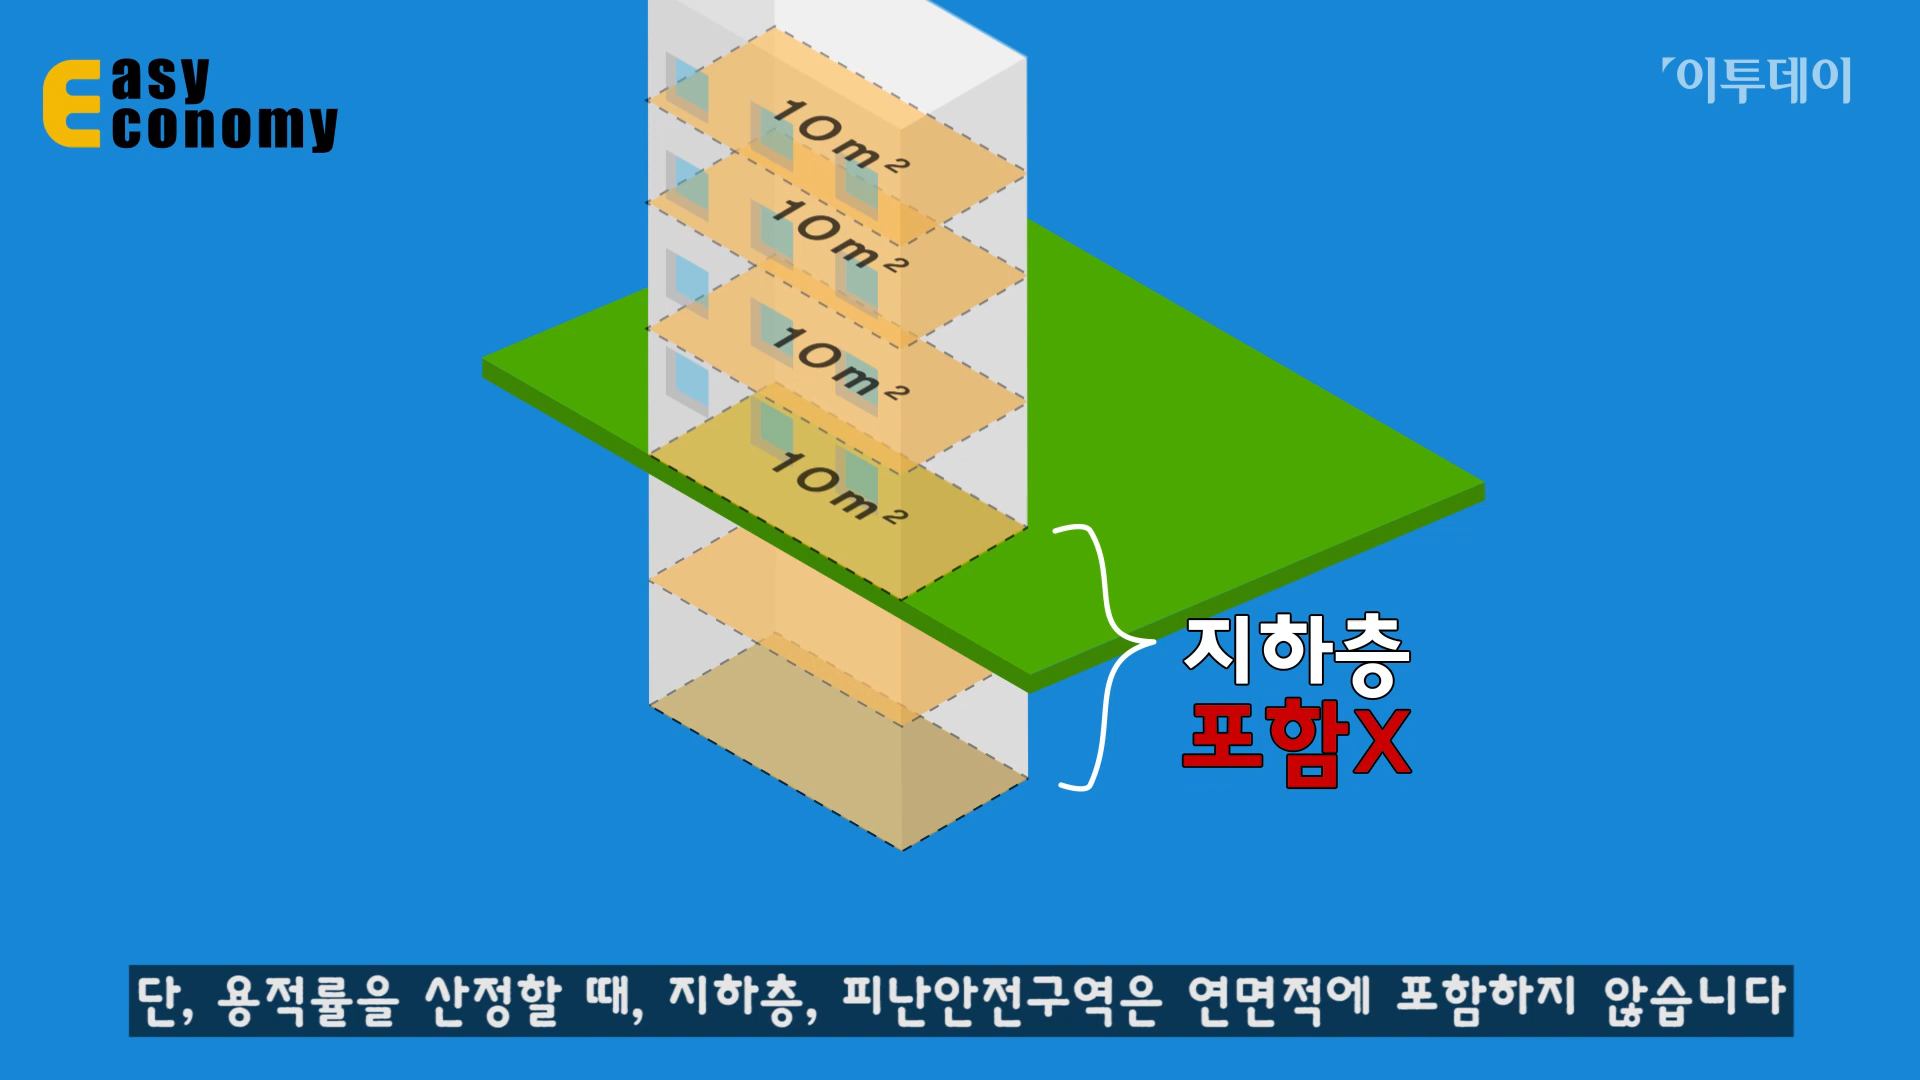 Easy
Economy
이투데이
10m²
10m²
10m²
10m²
지하층
포함X
단, 용적률을 산정할 때, 지하층, 피난안전구역은 연면적에 포함하지 않습니다